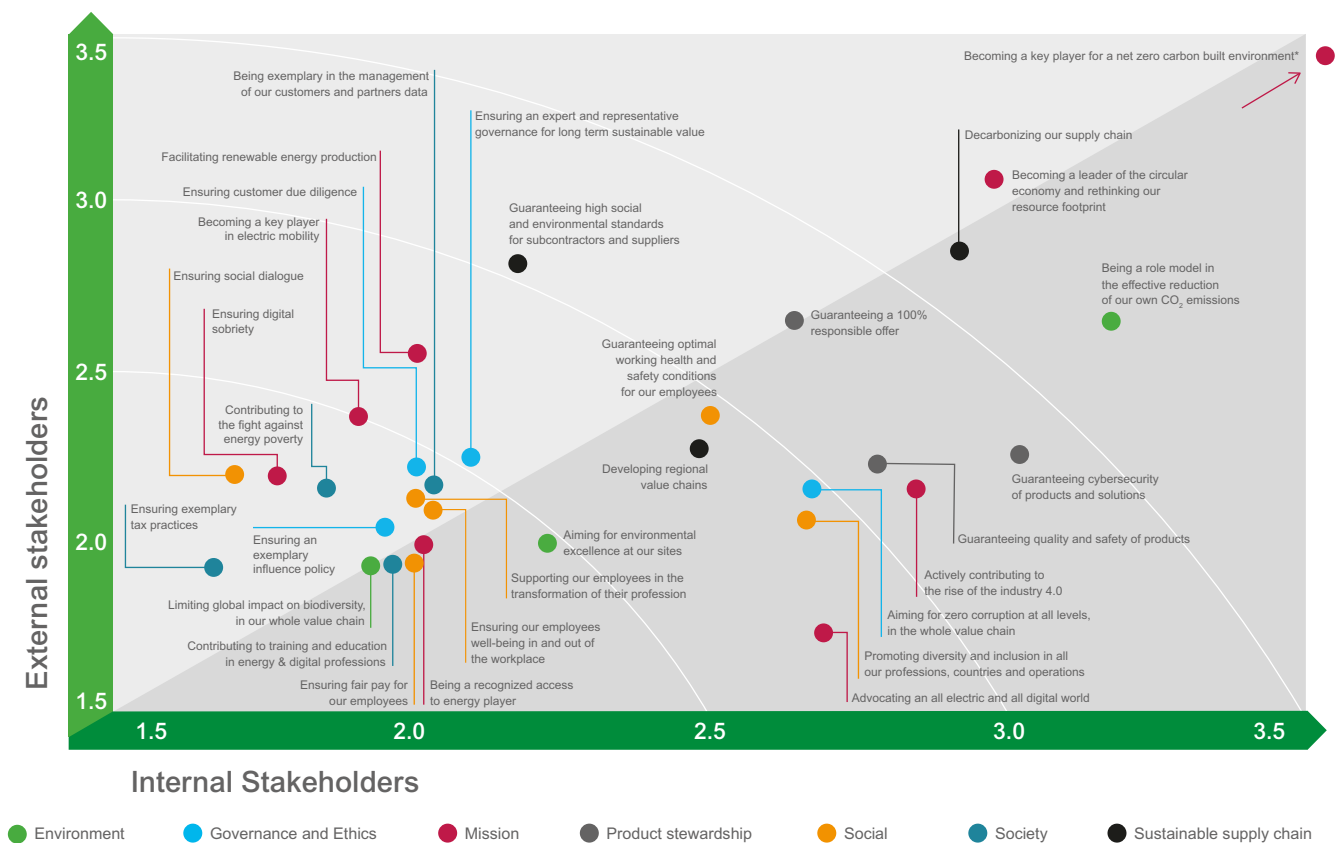 3.5
3.0
2.5
2.0
1.5
External stakeholders
Being exemplary in the management
of our customers and partners data
Ensuring an expert and representative
governance for long term sustainable value
Facilitating renewable energy production
Ensuring customer due diligence
Becoming a key player
in electric mobility
Guaranteeing high social
and environmental standards
for subcontractors and suppliers
Ensuring social dialogue
Ensuring digital
sobriety
Contributing to
the fight against
energy poverty
Becoming a key player for a net zero carbon built environment*
Decarbonizing our supply chain
Becoming a leader of the circular
economy and rethinking our
resource footprint
Being a role model in
the effective reduction
of our own CO2 emissions
Guaranteeing a 100%
responsible offer
Guaranteeing optimal
working health and
safety conditions
for our employees
Developing regional
value chains
Guaranteeing cybersecurity
of products and solutions
Guaranteeing quality and safety of products
Ensuring exemplary
tax practices
Ensuring an
exemplary
influence policy
Aiming for environmental
excellence at our sites
Supporting our employees in the
transformation of their profession
Actively contributing to
the rise of the industry 4.0
Limiting global impact on biodiversity,
in our whole value chain
Aiming for zero corruption at all levels,
in the whole value chain
Contributing to training and education
in energy & digital professions
Ensuring our employees
well-being in and out of
the workplace
Promoting diversity and inclusion in all
our professions, countries and operations
Ensuring fair pay for
our employees
Being a recognized access
to energy player
Advocating an all electric and all digital world
1.5
2.0
2.5
3.0
3.5
Internal Stakeholders
Environment
Governance and Ethics
Mission
Product stewardship
Social
Society
Sustainable supply chain